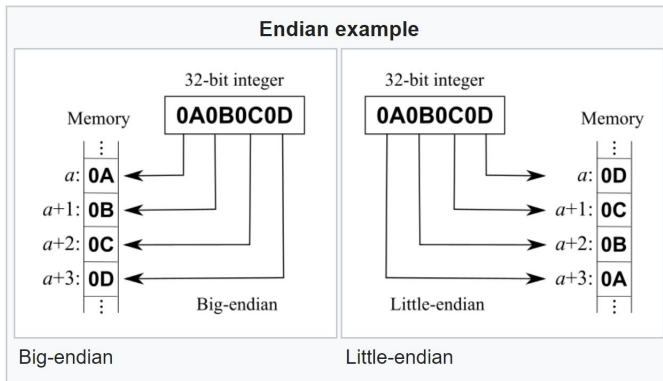 Endian example
32-bit integer
0A0B0C0D
Memory
⋮
a: 0A
a+1: 0B
a+2: 0C
a+3: 0D
⋮
Big-endian
Big-endian
32-bit integer
0A0B0C0D
Memory
⋮
a: 0D
a+1: 0C
a+2: 0B
a+3: 0A
⋮
Little-endian
Little-endian